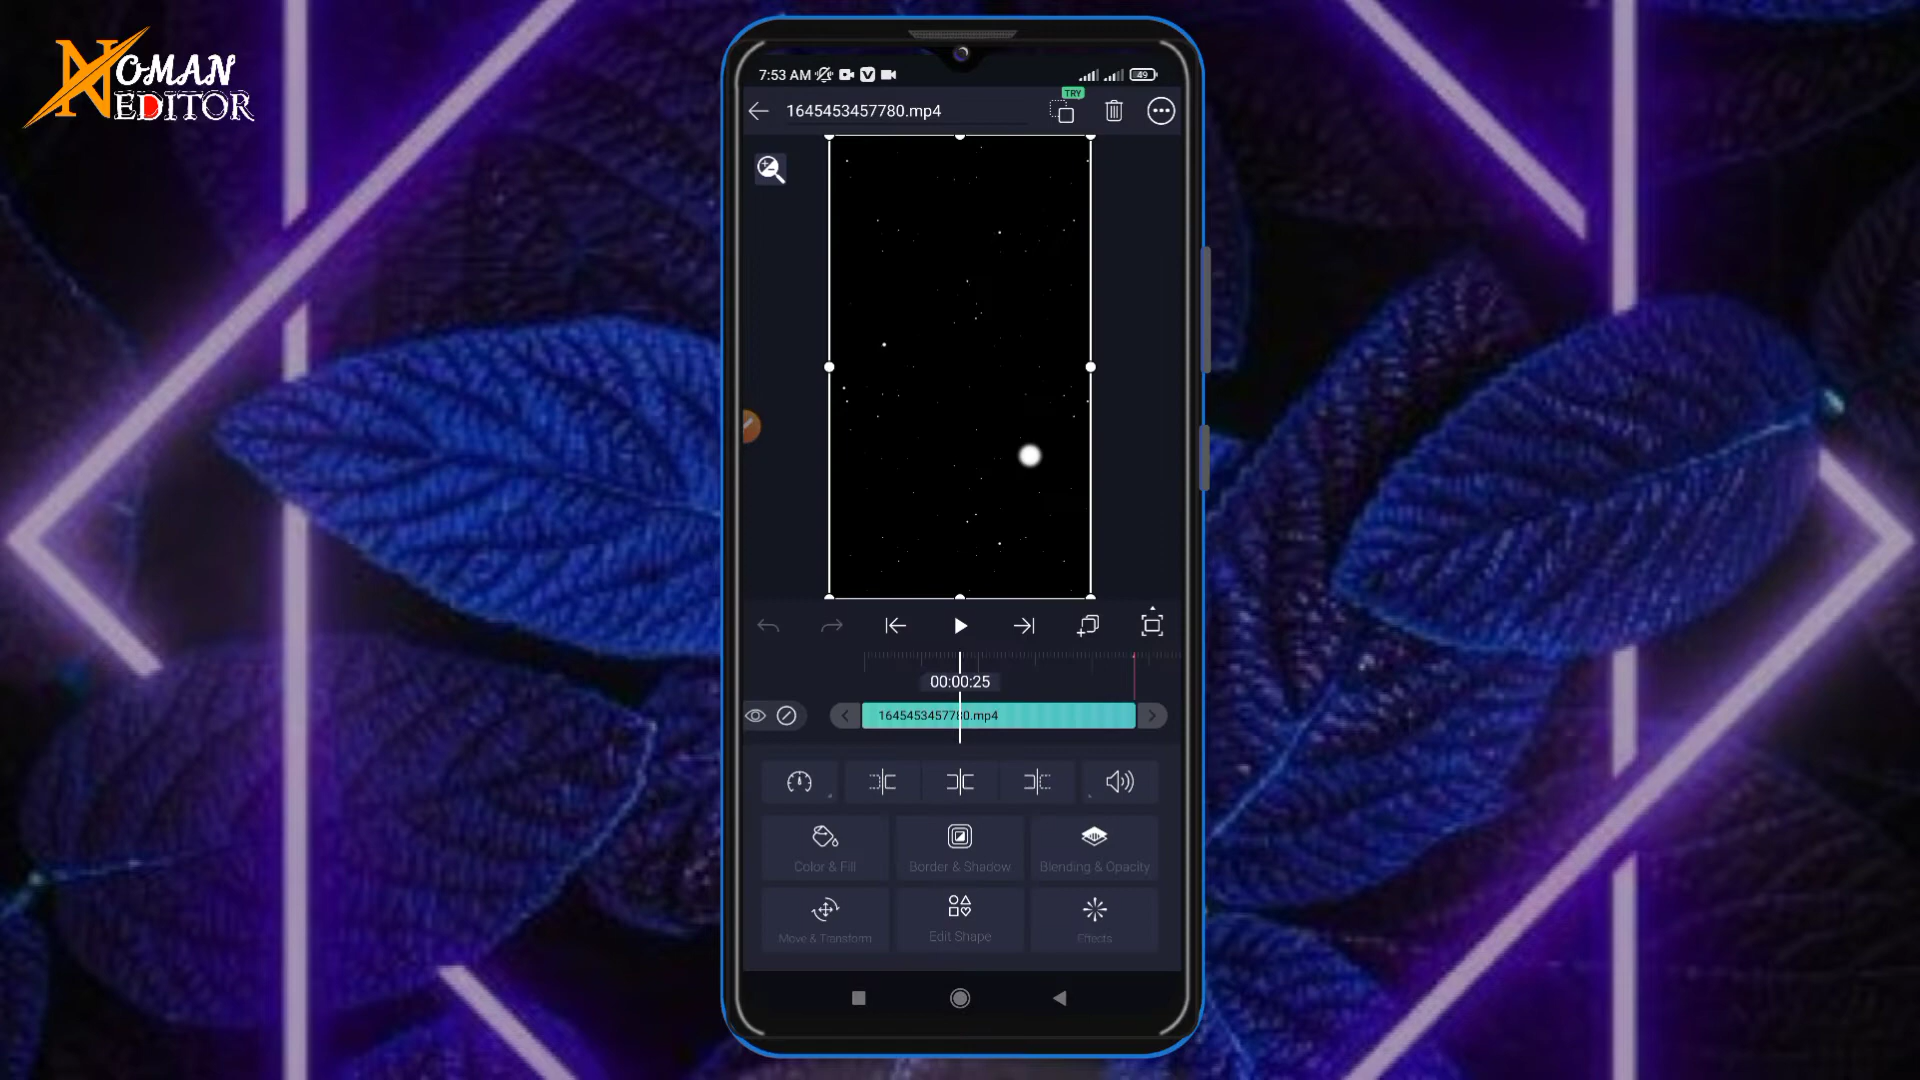 NOMAN
EDITOR
7:53 AM
49
TRY
1645453457780.mp4
00:00:25
1645453457780.mp4
Color & Fill
Border & Shadow
Blending & Opacity
Move & Transform
Edit Shape
Effects